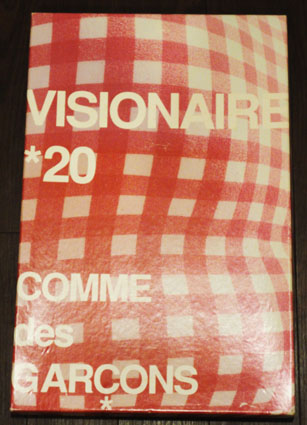 VISIONAIRE
*20
COMME
des
GARCONS
*